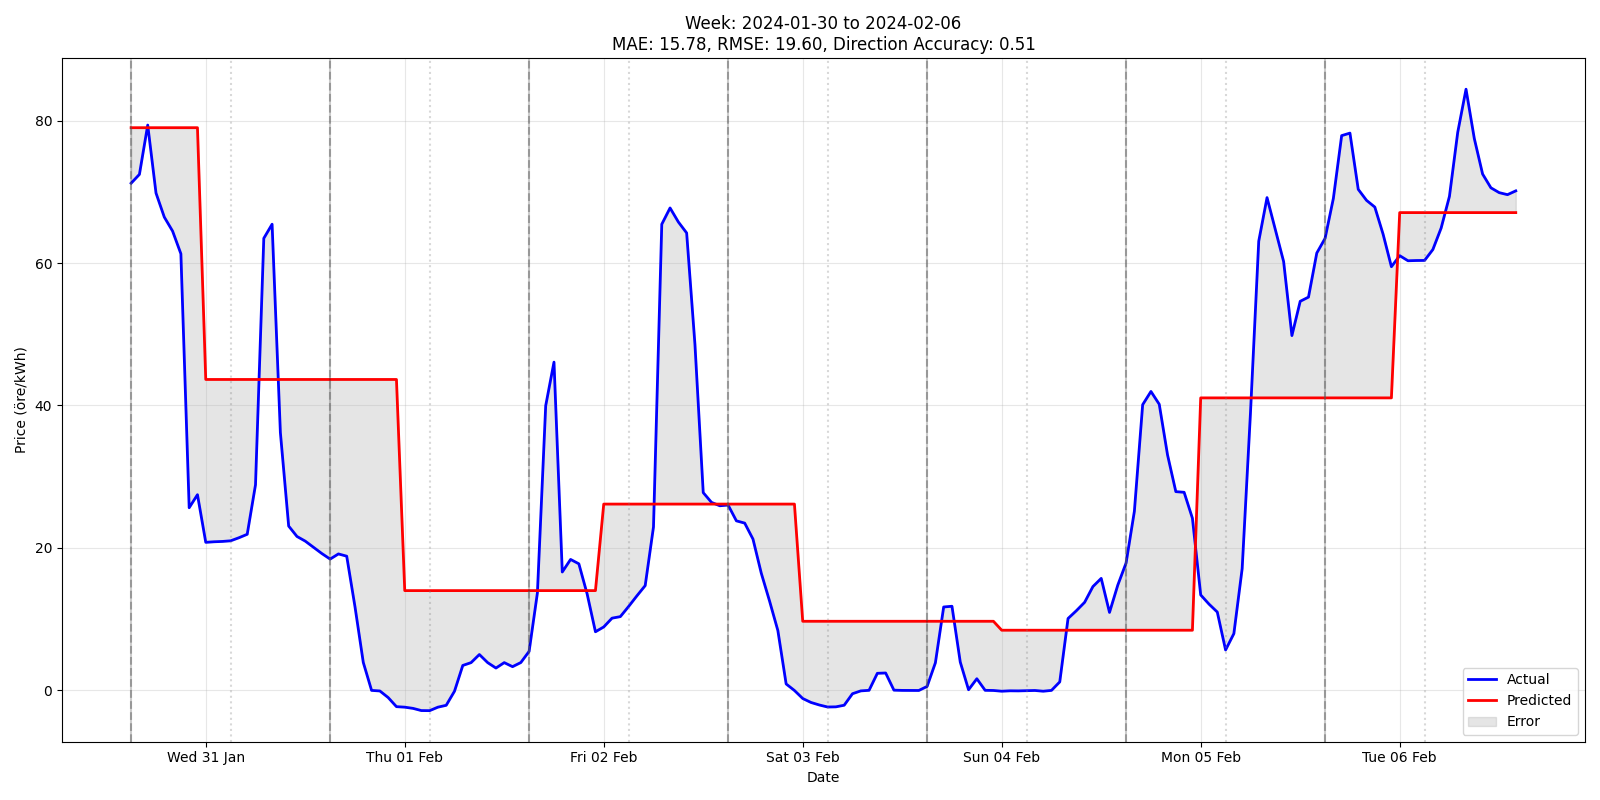 Week: 2024-01-30 to 2024-02-06
MAE: 15.78, RMSE: 19.60, Direction Accuracy: 0.51
Price (öre/kWh)
80
60
40
20
0
Wed 31 Jan
Thu 01 Feb
Fri 02 Feb
Sat 03 Feb
Sun 04 Feb
Mon 05 Feb
Tue 06 Feb
Date
Actual
Predicted
Error